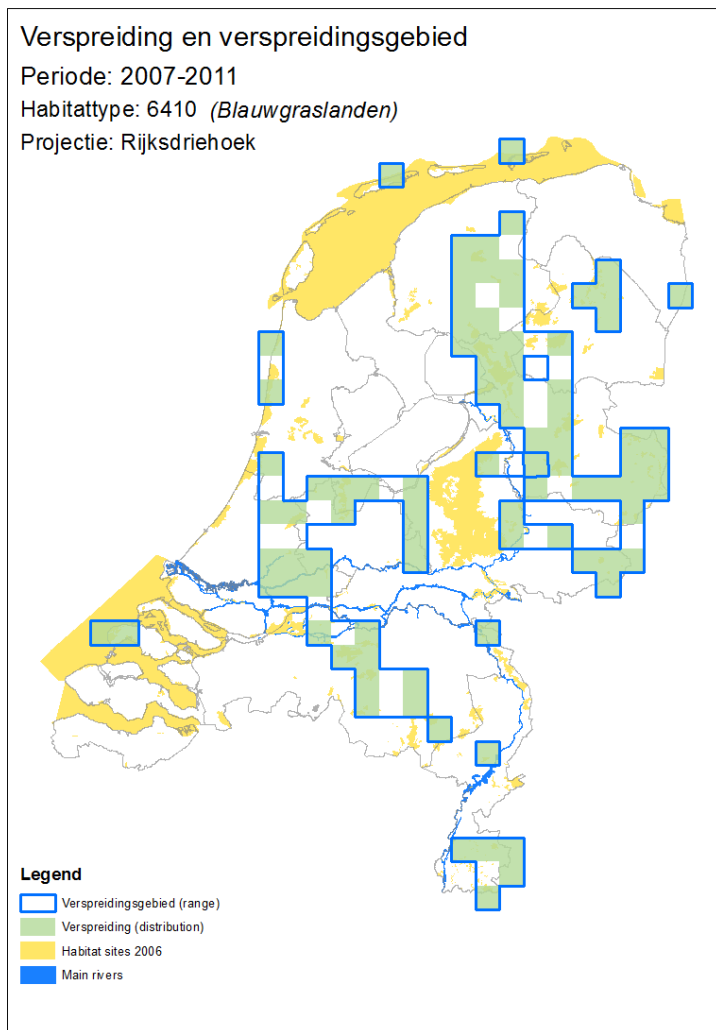 Verspreiding en verspreidingsgebied
Periode: 2007-2011
Habitattype: 6410 (Blauwgraslanden)
Projectie: Rijksdriehoek
Legend
Verspreidingsgebied (range)
Verspreiding (distribution)
Habitat sites 2006
Main rivers